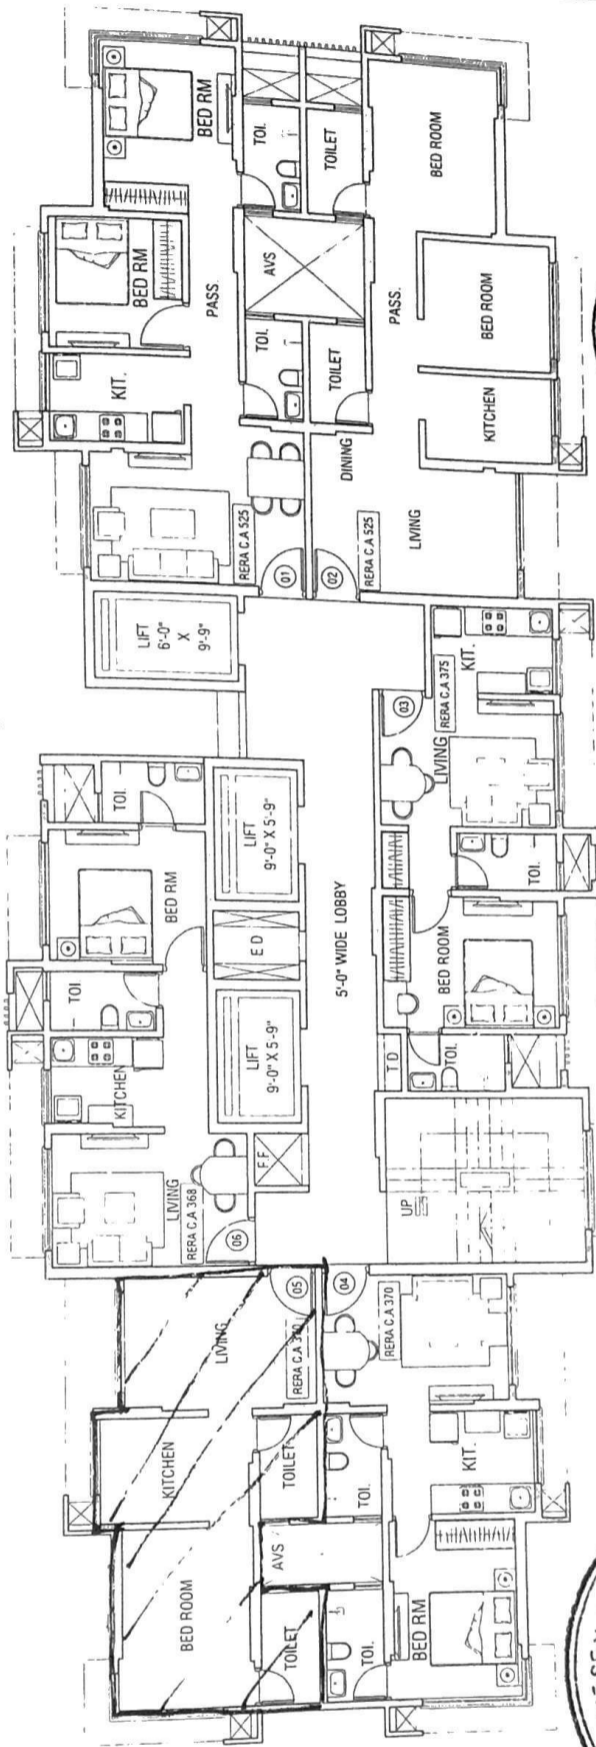 BED RM
TOI.
TOILET
BED ROOM
BED RM
PASS.
AVS
PASS.
BED ROOM
KIT.
TOI.
TOILET
KITCHEN
DINING
RERA C.A 525
01
02
RERA C.A 525
LIVING
LIFT
6'-0"
X
9'-9"
TOI.
LIFT
9'-0" X 5'-9"
03
LIVING
RERA C.A 375
KIT.
BED RM
E D
5'-0" WIDE LOBBY
TOI.
BED ROOM
TOI
KITCHEN
LIFT
9'-0" X 5'-9"
T D
TOI.
LIVING
RERA C.A 368
06
F.F.
UP
LIVING
05
04
RERA C.A 370
KITCHEN
TOILET
TOI.
KIT.
BED ROOM
AVS
TOILET
TOI.
BED RM